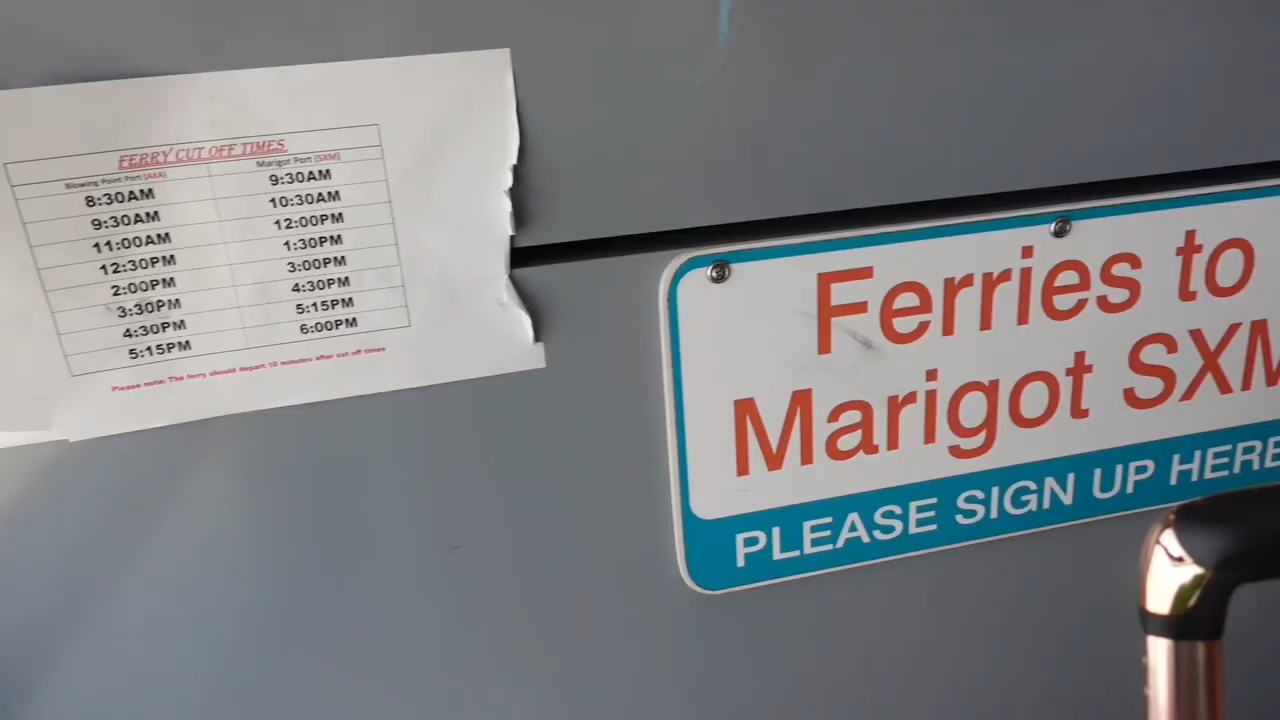 FERRY CUT OFF TIMES
Blowing Point Port (AXA) Marigot Port (SXM)
8:30AM 9:30AM
9:30AM 10:30AM
11:00AM 12:00PM
12:30PM 1:30PM
2:00PM 3:00PM
3:30PM 4:30PM
4:30PM 5:15PM
5:15PM 6:00PM
Please note: The ferry should depart 10 minutes after cut off times
Ferries to
Marigot SXM
PLEASE SIGN UP HERE